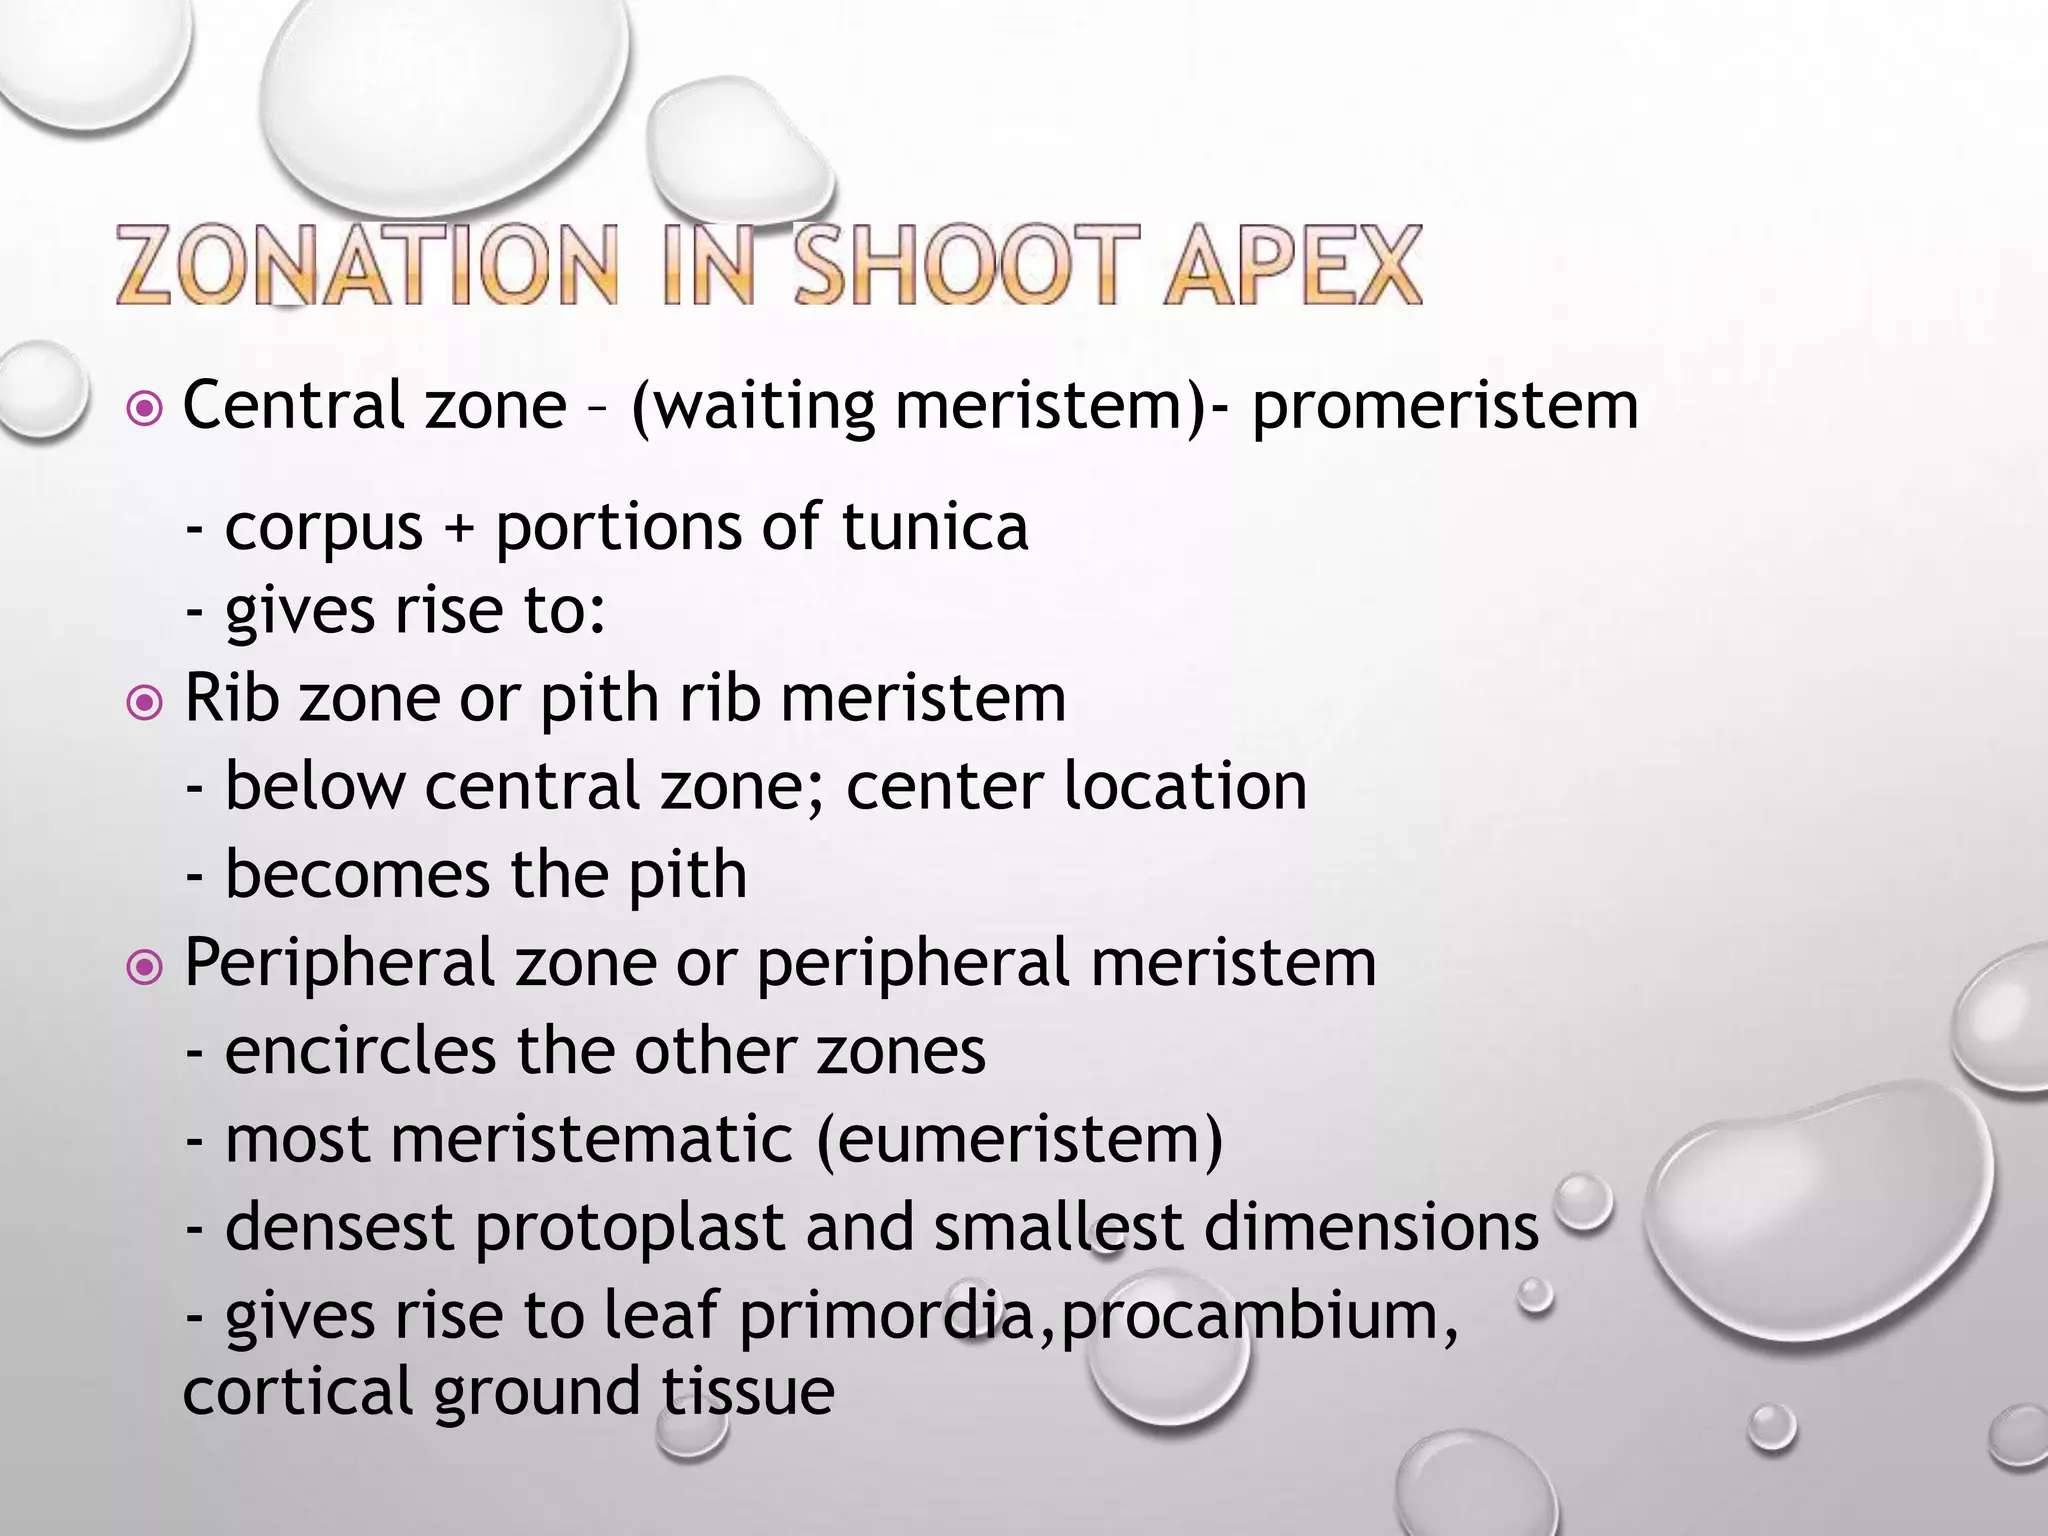 ZONATION IN SHOOT APEX
Central zone – (waiting meristem)- promeristem
- corpus + portions of tunica
- gives rise to:
Rib zone or pith rib meristem
- below central zone; center location
- becomes the pith
Peripheral zone or peripheral meristem
- encircles the other zones
- most meristematic (eumeristem)
- densest protoplast and smallest dimensions
- gives rise to leaf primordia,procambium,
cortical ground tissue